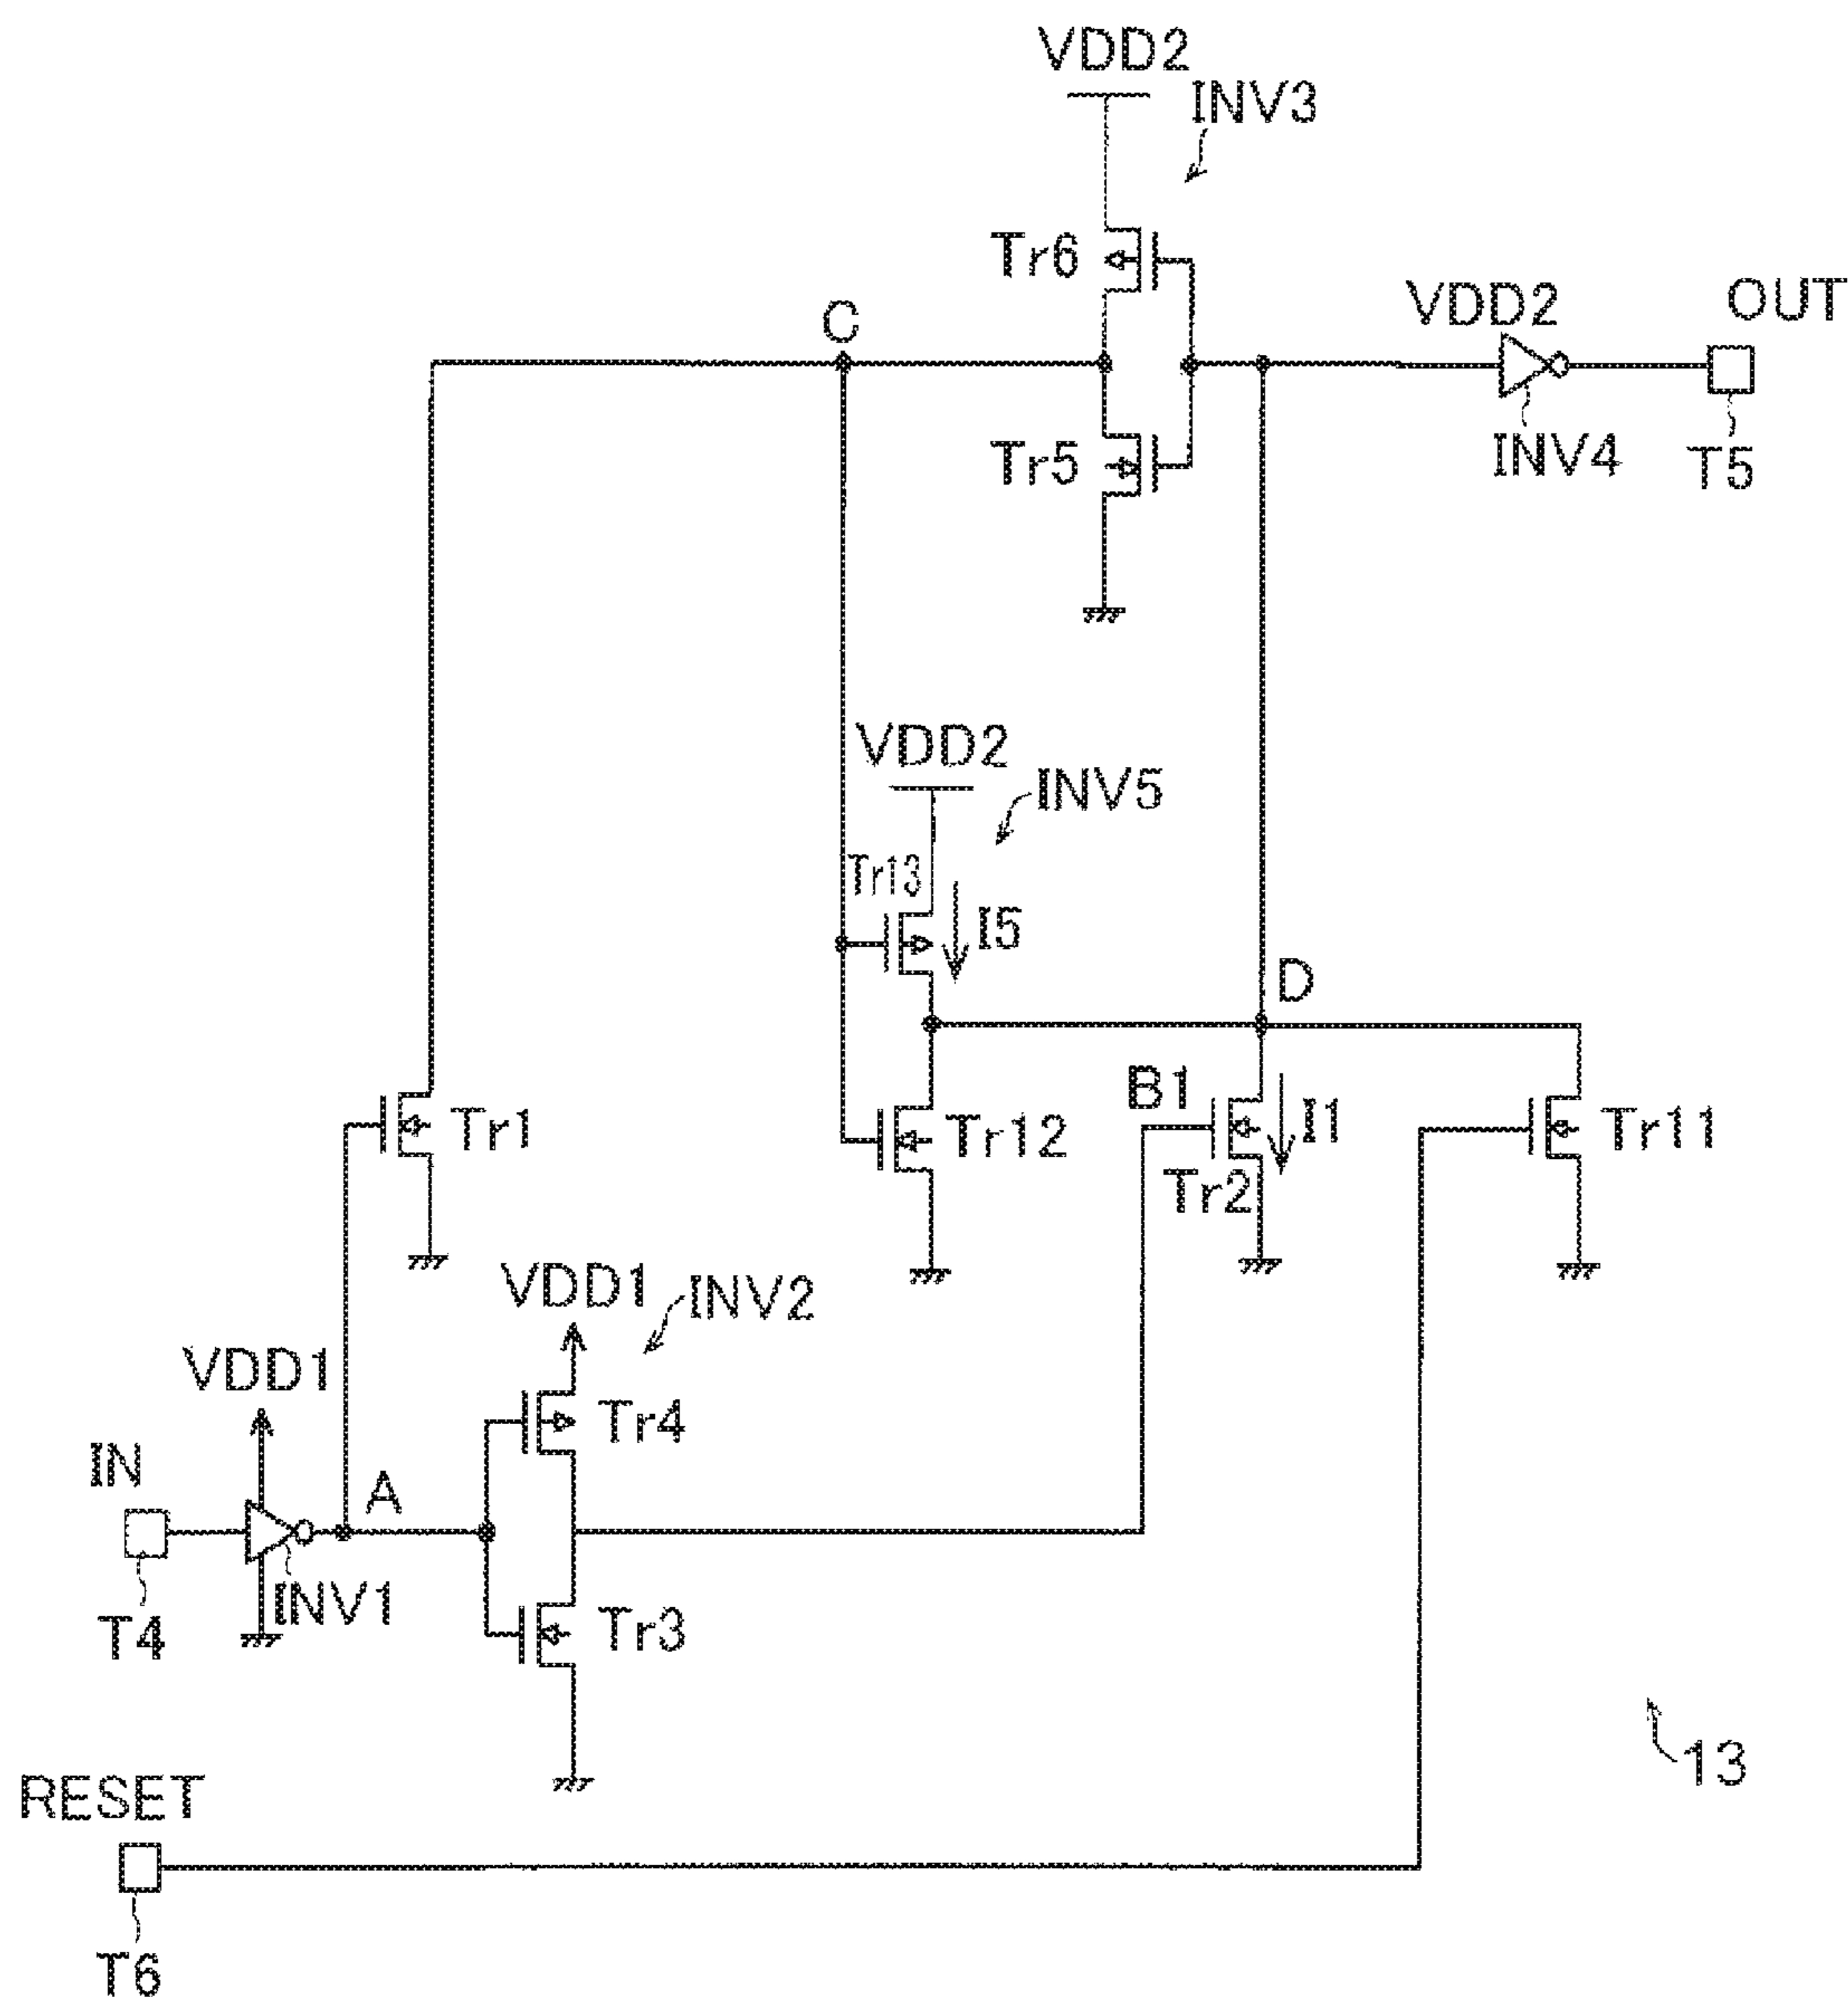 VDD2
INV3
Tr6
C
VDD2
OUT
Tr5
INV4
T5
VDD2
INV5
Tr13
I5
D
Tr1
Tr12
B1
I1
Tr2
Tr11
VDD1
INV2
VDD1
Tr4
IN
A
INV1
T4
Tr3
13
RESET
T6